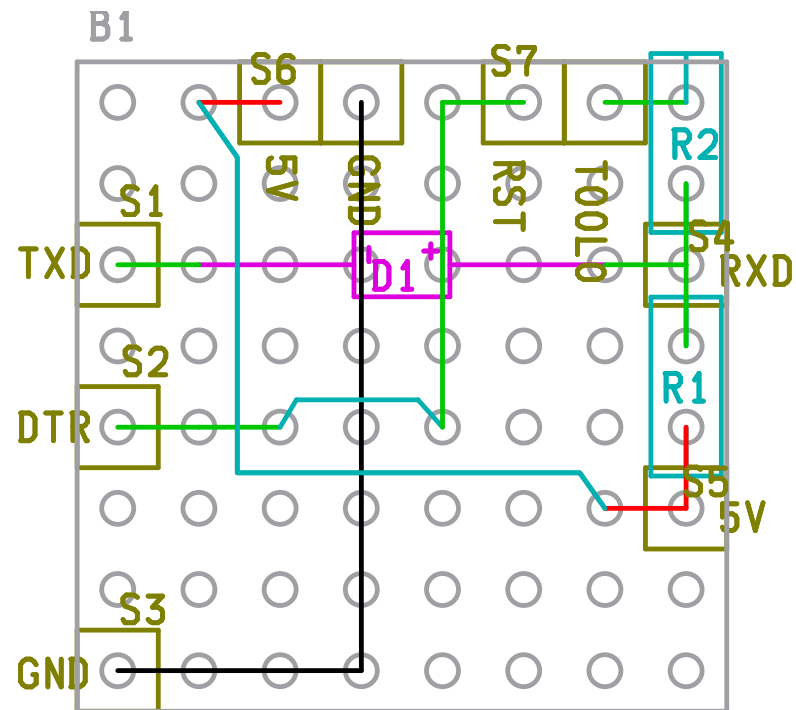 B1
S6
S7
R2
5V
GND
RST
TOOL0
S1
TXD
- D1 +
S4
RXD
S2
DTR
R1
S5
5V
S3
GND